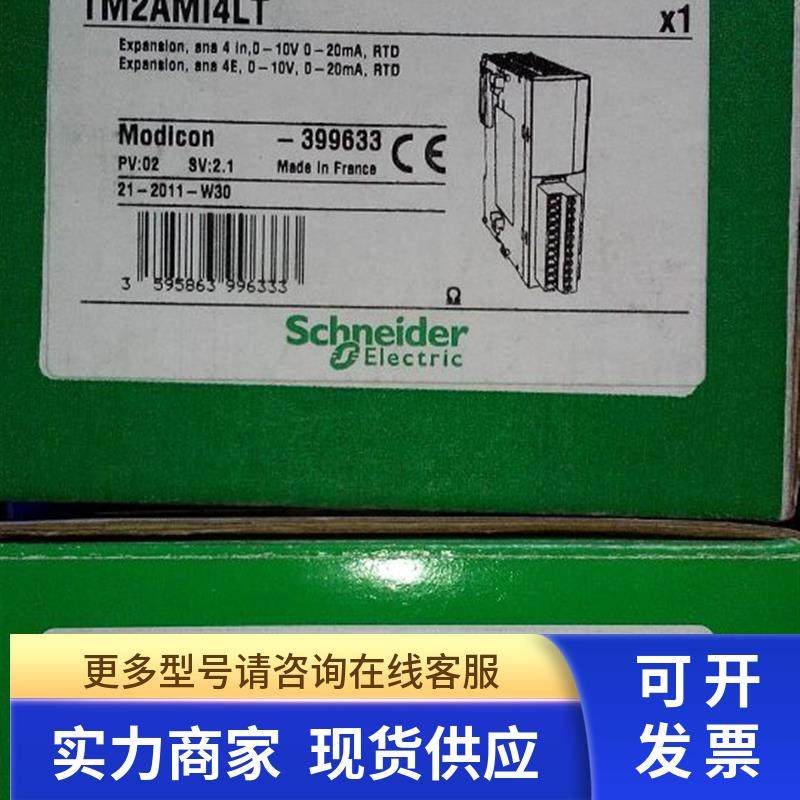 TM2AMI4LT
x1
Expansion, ana 4 in,0-10V 0-20mA, RTD
Expansion, ana 4E, 0-10V, 0-20mA, RTD
Modicon -399633 CE
PV:02 SV:2.1 Made in France
21-2011-W30
3 595863 996333
Ω
Schneider
Electric
更多型号请咨询在线客服
实力商家 现货供应
可开
发票